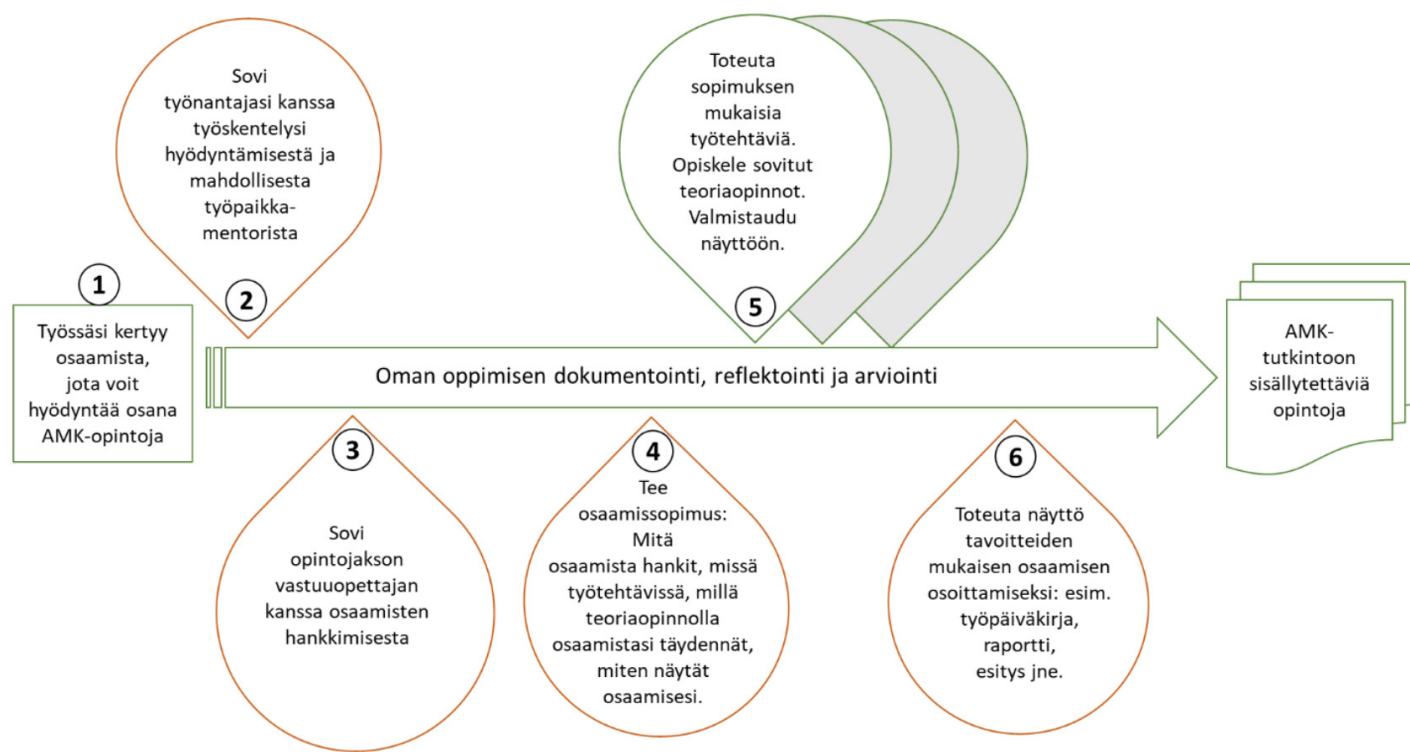 1
Työssäsi kertyy
osaamista,
jota voit
hyödyntää osana
AMK-opintoja
Sovi
työnantajasi kanssa
työskentelysi
hyödyntämisestä ja
mahdollisesta
työpaikka-
mentorista
2
3
Sovi
opintojakson
vastuuopettajan
kanssa osaamisten
hankkimisesta
4
Tee
osaamissopimus:
Mitä
osaamista hankit, missä
työtehtävissä, millä
teoriaopinnolla
osaamistasi täydennät,
miten näytät
osaamisesi.
Toteuta
sopimuksen
mukaisia
työtehtäviä.
Opiskele sovitut
teoriaopinnot.
Valmistaudu
näyttöön.
5
6
Toteuta näyttö
tavoitteiden
mukaisen osaamisen
osoittamiseksi: esim.
työpäiväkirja,
raportti,
esitys jne.
Oman oppimisen dokumentointi, reflektointi ja arviointi
AMK-
tutkintoon
sisällytettäviä
opintoja